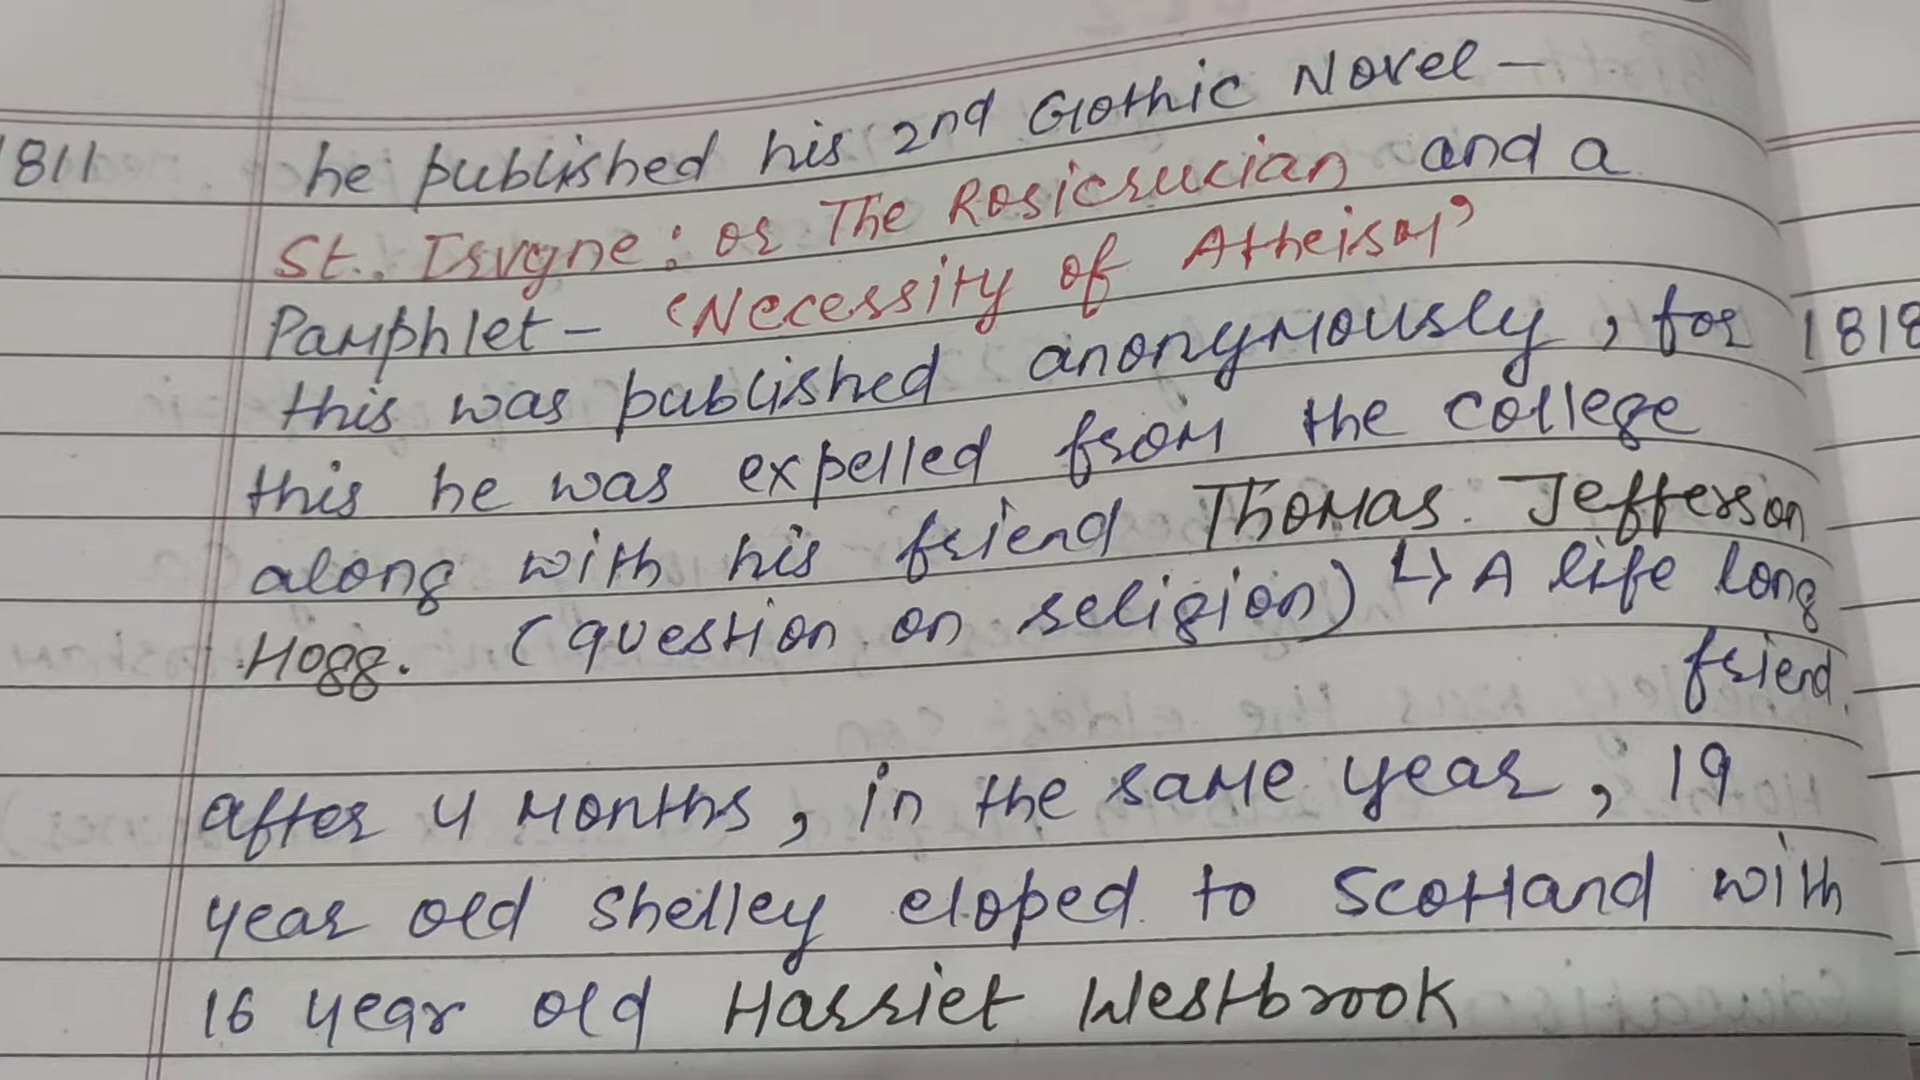 1811 he published his 2nd Gothic Novel -
St. Irvyne: or The Rosicrucian and a
Pamphlet - 'Necessity of Atheism'
this was published anonymously, for
this he was expelled from the college
along with his friend Thomas Jefferson
Hogg. (question on religion) ↳ A life long
friend.
after 4 months, in the same year, 19
year old Shelley eloped to Scotland with
16 year old Harriet Westbrook
1818